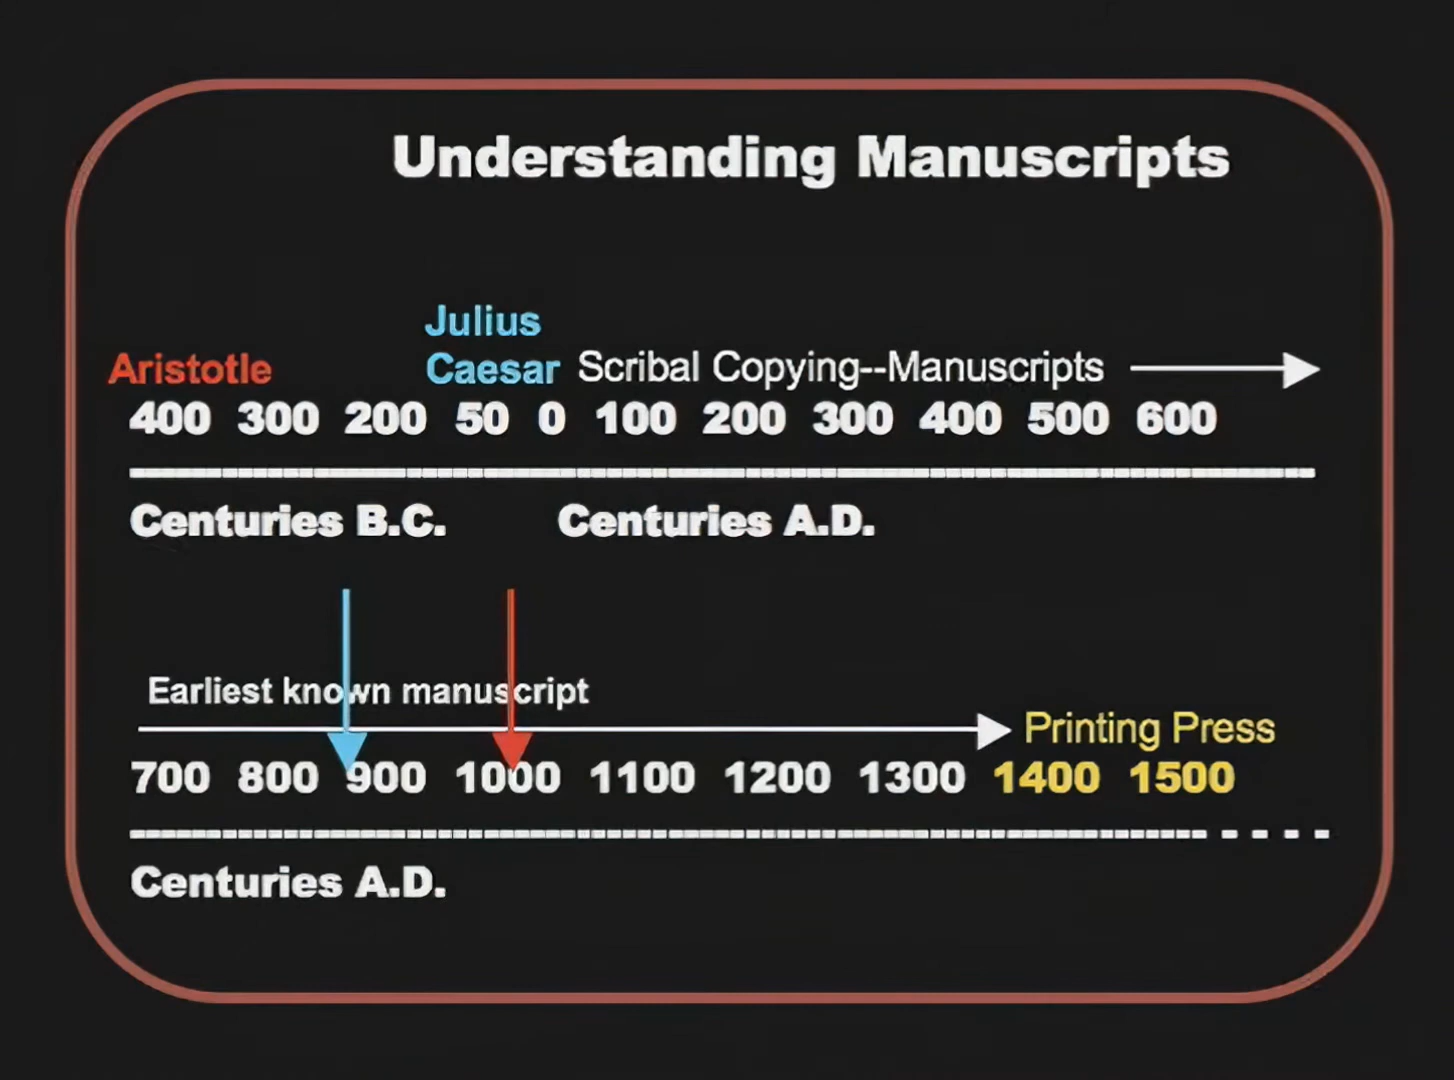 Understanding Manuscripts
Julius
Aristotle Caesar Scribal Copying--Manuscripts
400 300 200 50 0 100 200 300 400 500 600
Centuries B.C. Centuries A.D.
Earliest known manuscript
Printing Press
700 800 900 1000 1100 1200 1300 1400 1500
Centuries A.D.